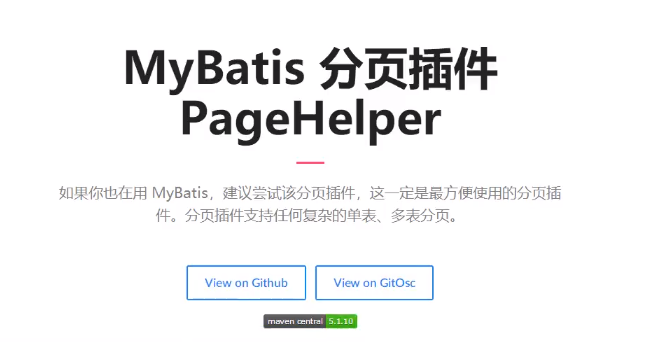 MyBatis 分页插件
PageHelper
如果你也在用 MyBatis，建议尝试该分页插件，这一定是最方便使用的分页插
件。分页插件支持任何复杂的单表、多表分页。
View on Github View on GitOsc
maven central 5.1.10